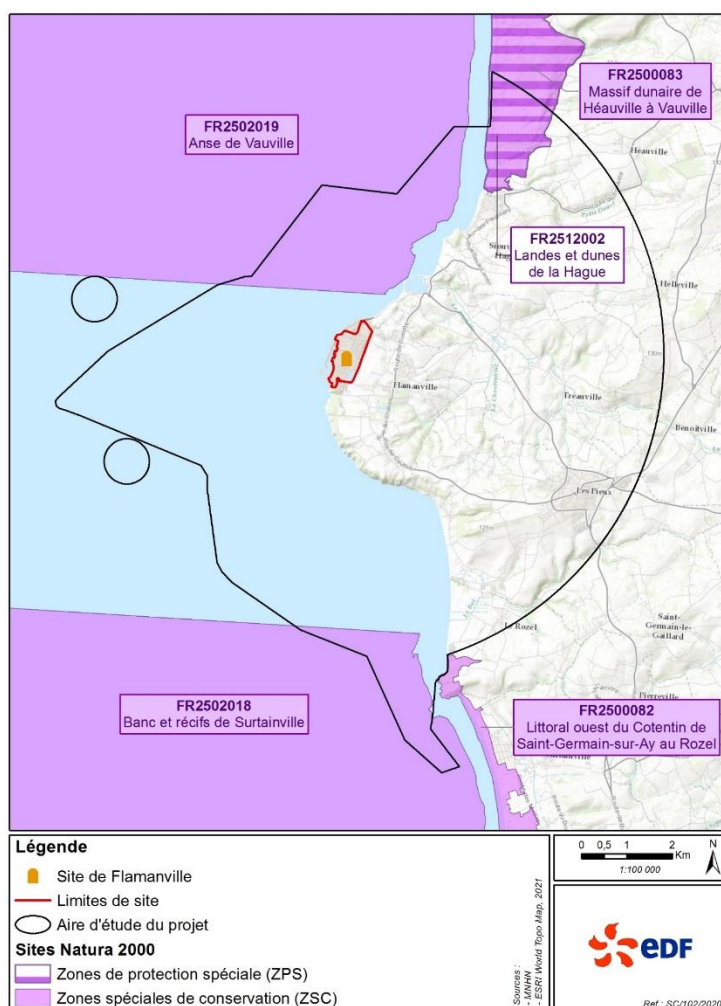 FR2500083
Massif dunaire de
Héauville à Vauville
FR2502019
Anse de Vauville
Héauville
FR2512002
Landes et dunes
de la Hague
Helleville
Flamanville
Tréauville
Benoîtville
Les Pieux
Le Rozel
Saint-
Germain-le-
Gaillard
Pierreville
FR2502018
Banc et récifs de Surtainville
FR2500082
Littoral ouest du Cotentin de
Saint-Germain-sur-Ay au Rozel
Légende
Site de Flamanville
Limites de site
Aire d'étude du projet
Sites Natura 2000
Zones de protection spéciale (ZPS)
Zones spéciales de conservation (ZSC)
Sources :
- MNHN
- ESRI World Topo Map, 2021
0 0,5 1 2
Km
N
1:100 000
edf
Ref : SC/102/2020